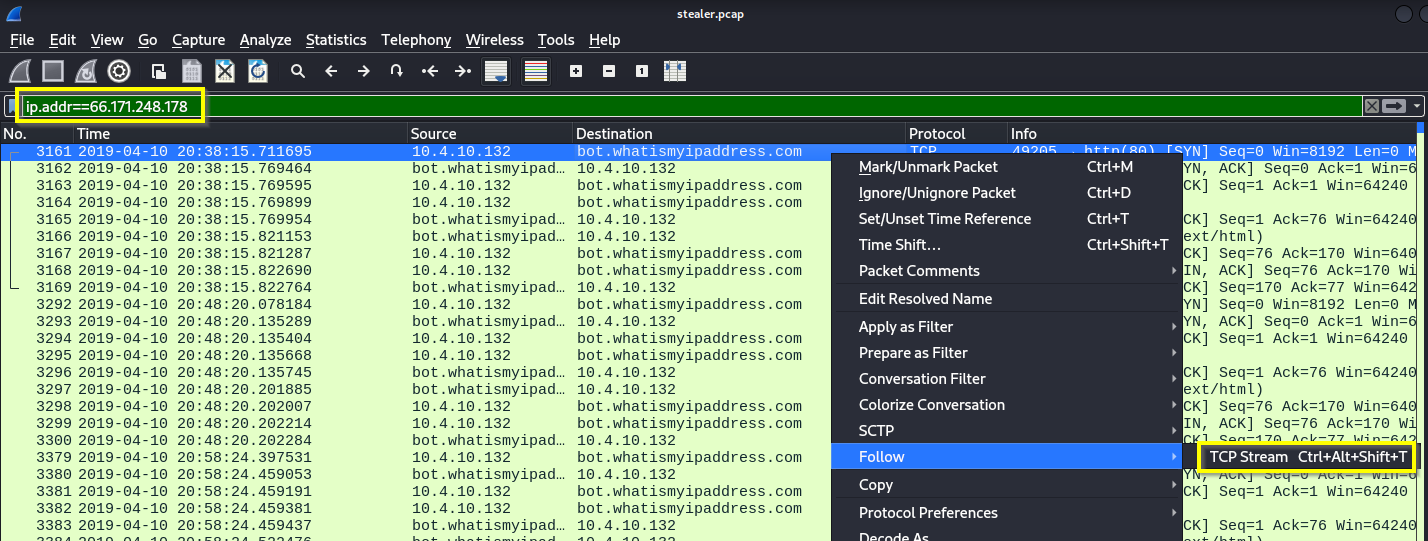 stealer.pcap
File Edit View Go Capture Analyze Statistics Telephony Wireless Tools Help
ip.addr==66.171.248.178
No. Time Source Destination Protocol Info
3161 2019-04-10 20:38:15.711695 10.4.10.132 bot.whatismyipaddress.com TCP 49205 → http(80) [SYN] Seq=0 Win=8192 Len=0 M
3162 2019-04-10 20:38:15.769464 bot.whatismyipad… 10.4.10.132 YN, ACK] Seq=0 Ack=1 Win=6
3163 2019-04-10 20:38:15.769595 10.4.10.132 bot.whatismyipaddress.com CK] Seq=1 Ack=1 Win=64240
3164 2019-04-10 20:38:15.769899 10.4.10.132 bot.whatismyipaddress.com
3165 2019-04-10 20:38:15.769954 bot.whatismyipad… 10.4.10.132 CK] Seq=1 Ack=76 Win=64240
3166 2019-04-10 20:38:15.821153 bot.whatismyipad… 10.4.10.132 ext/html)
3167 2019-04-10 20:38:15.821287 10.4.10.132 bot.whatismyipaddress.com CK] Seq=76 Ack=170 Win=640
3168 2019-04-10 20:38:15.822690 10.4.10.132 bot.whatismyipaddress.com IN, ACK] Seq=76 Ack=170 Wi
3169 2019-04-10 20:38:15.822764 bot.whatismyipad… 10.4.10.132 CK] Seq=170 Ack=77 Win=642
3292 2019-04-10 20:48:20.078184 10.4.10.132 bot.whatismyipaddress.com YN] Seq=0 Win=8192 Len=0 M
3293 2019-04-10 20:48:20.135289 bot.whatismyipad… 10.4.10.132 YN, ACK] Seq=0 Ack=1 Win=6
3294 2019-04-10 20:48:20.135404 10.4.10.132 bot.whatismyipaddress.com CK] Seq=1 Ack=1 Win=64240
3295 2019-04-10 20:48:20.135668 10.4.10.132 bot.whatismyipaddress.com
3296 2019-04-10 20:48:20.135745 bot.whatismyipad… 10.4.10.132 CK] Seq=1 Ack=76 Win=64240
3297 2019-04-10 20:48:20.201885 bot.whatismyipad… 10.4.10.132 ext/html)
3298 2019-04-10 20:48:20.202007 10.4.10.132 bot.whatismyipaddress.com CK] Seq=76 Ack=170 Win=640
3299 2019-04-10 20:48:20.202214 10.4.10.132 bot.whatismyipaddress.com IN, ACK] Seq=76 Ack=170 Wi
3300 2019-04-10 20:48:20.202284 bot.whatismyipad… 10.4.10.132 CK] Seq=170 Ack=77 Win=642
3379 2019-04-10 20:58:24.397531 10.4.10.132 bot.whatismyipaddress.com
3380 2019-04-10 20:58:24.459053 bot.whatismyipad… 10.4.10.132
3381 2019-04-10 20:58:24.459191 10.4.10.132 bot.whatismyipaddress.com CK] Seq=1 Ack=1 Win=64240
3382 2019-04-10 20:58:24.459381 10.4.10.132 bot.whatismyipaddress.com
3383 2019-04-10 20:58:24.459437 bot.whatismyipad… 10.4.10.132 CK] Seq=1 Ack=76 Win=64240
Mark/Unmark Packet Ctrl+M
Ignore/Unignore Packet Ctrl+D
Set/Unset Time Reference Ctrl+T
Time Shift… Ctrl+Shift+T
Packet Comments
Edit Resolved Name
Apply as Filter
Prepare as Filter
Conversation Filter
Colorize Conversation
SCTP
Follow
TCP Stream Ctrl+Alt+Shift+T
Copy
Protocol Preferences
Decode As